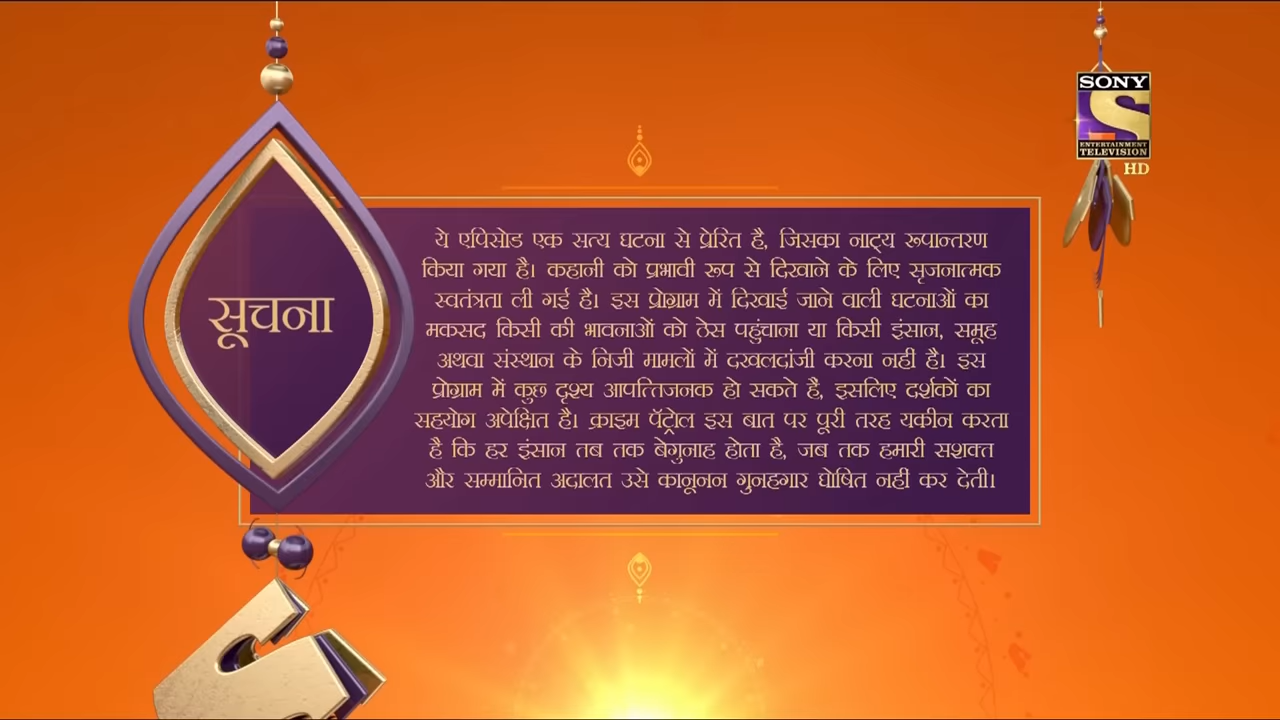 SONY
ENTERTAINMENT
TELEVISION
HD
सूचना
ये एपिसोड एक सत्य घटना से प्रेरित है, जिसका नाट्य रूपान्तरण
किया गया है। कहानी को प्रभावी रूप से दिखाने के लिए सृजनात्मक
स्वतंत्रता ली गई है। इस प्रोग्राम में दिखाई जाने वाली घटनाओं का
मकसद किसी की भावनाओं को ठेस पहुंचाना या किसी इंसान, समूह
अथवा संस्थान के निजी मामलों में दखलदांजी करना नहीं है। इस
प्रोग्राम में कुछ दृश्य आपत्तिजनक हो सकते हैं, इसलिए दर्शकों का
सहयोग अपेक्षित है। क्राइम पॅट्रोल इस बात पर पूरी तरह यकीन करता
है कि हर इंसान तब तक बेगुनाह होता है, जब तक हमारी सशक्त
और सम्मानित अदालत उसे कानूनन गुनहगार घोषित नहीं कर देती।